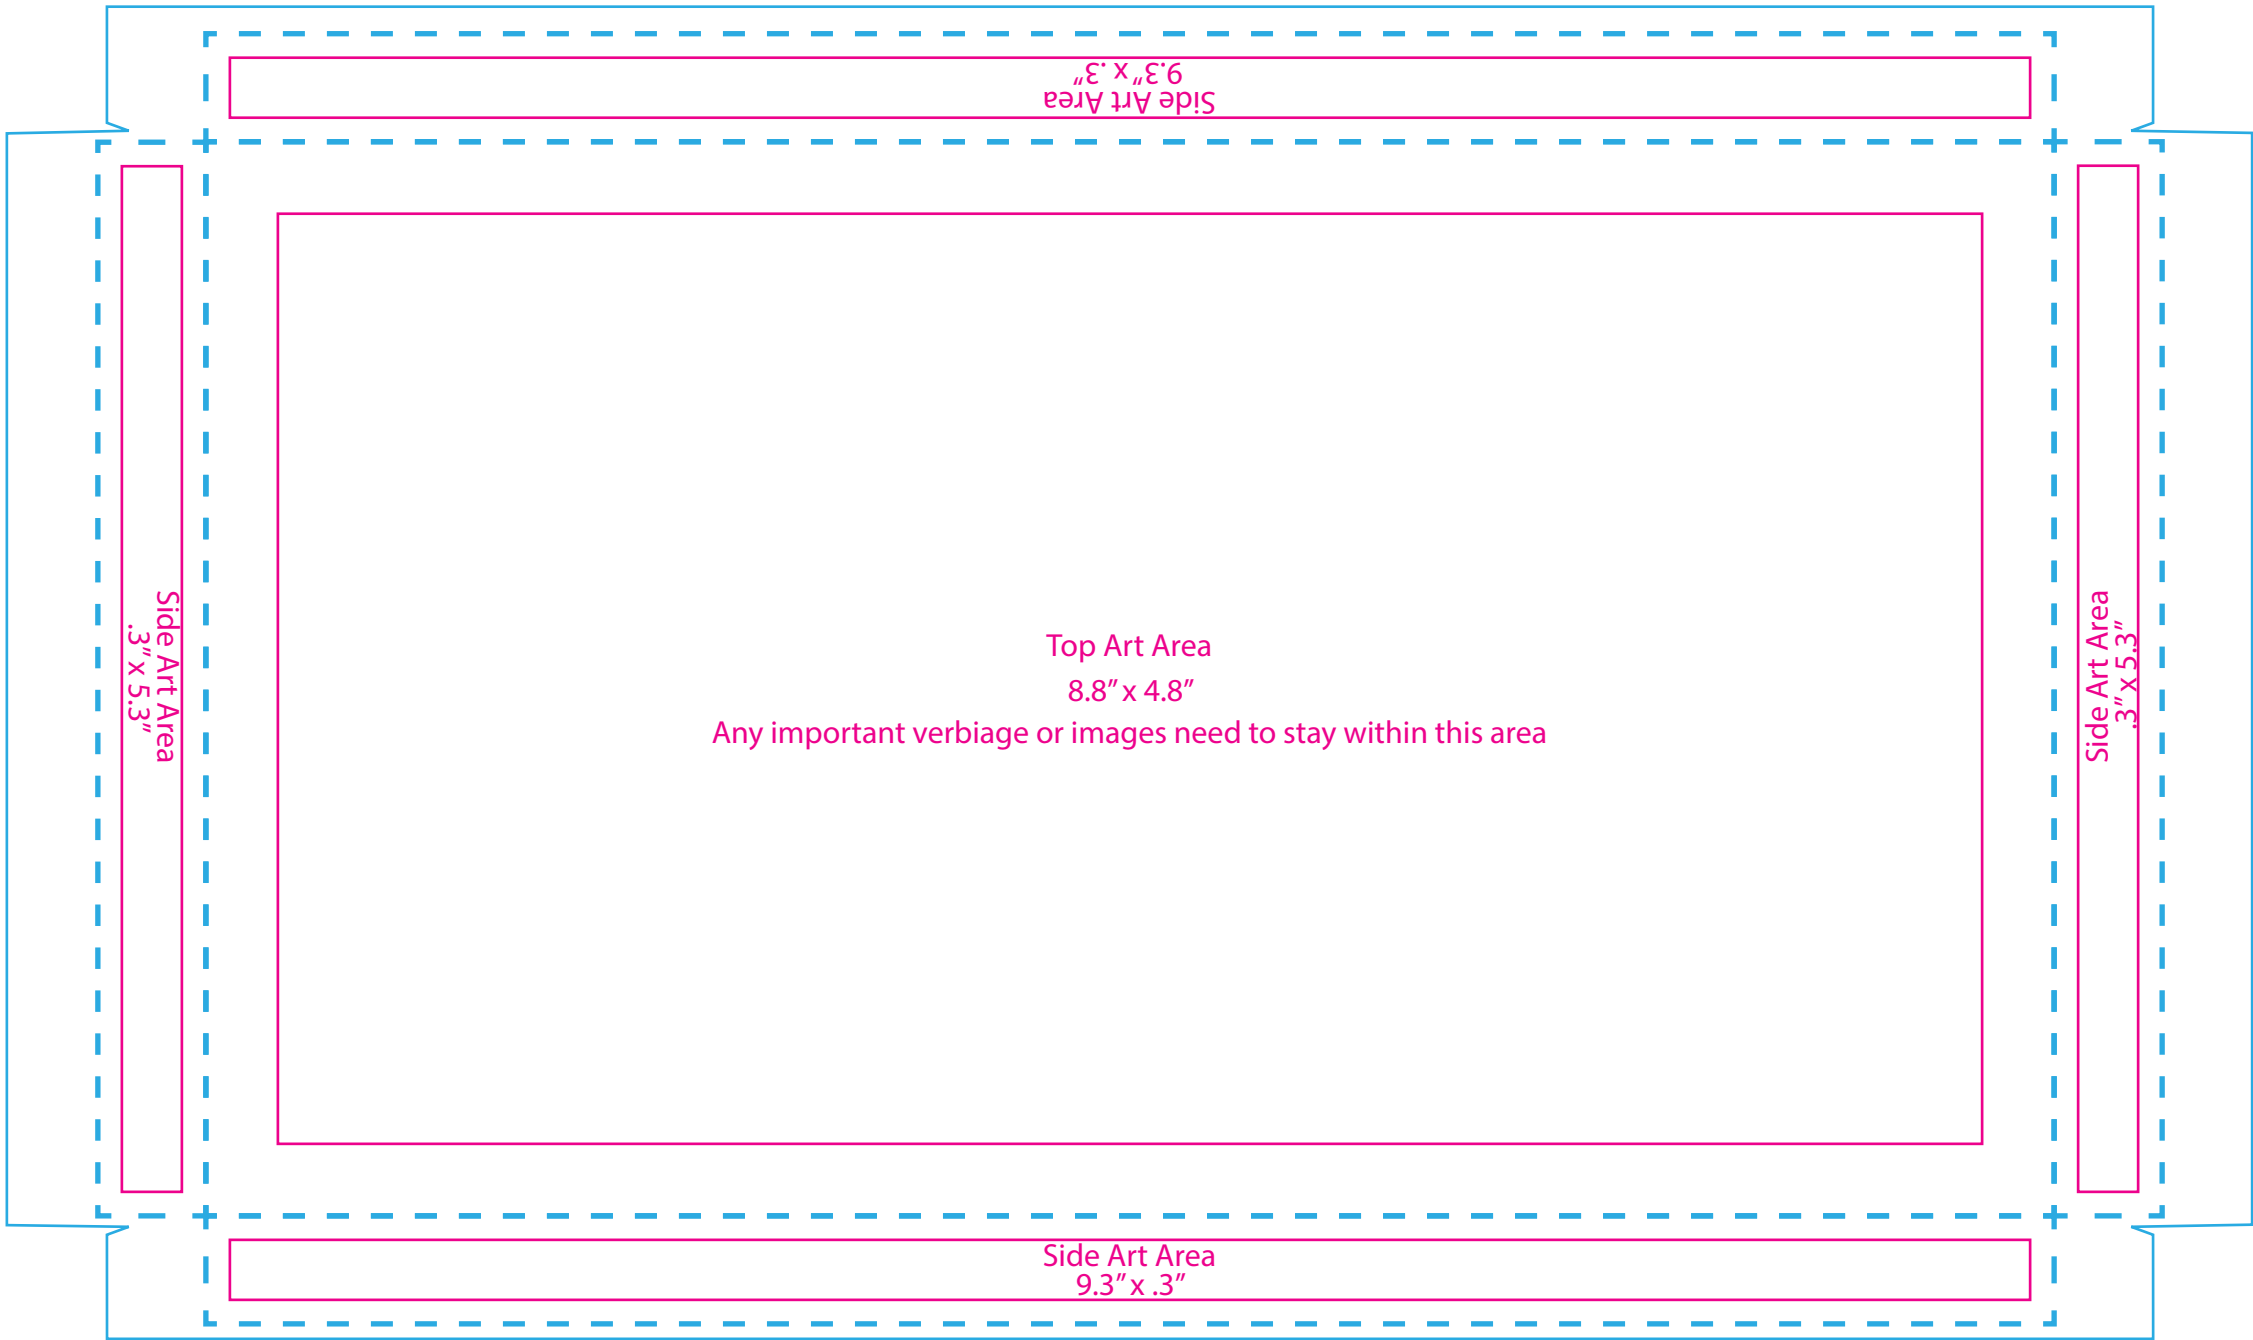 Side Art Area
9.3” x .3”
Side Art Area
.3” x 5.3”
Top Art Area
8.8” x 4.8”
Any important verbiage or images need to stay within this area
Side Art Area
.3” x 5.3”
Side Art Area
9.3” x .3”